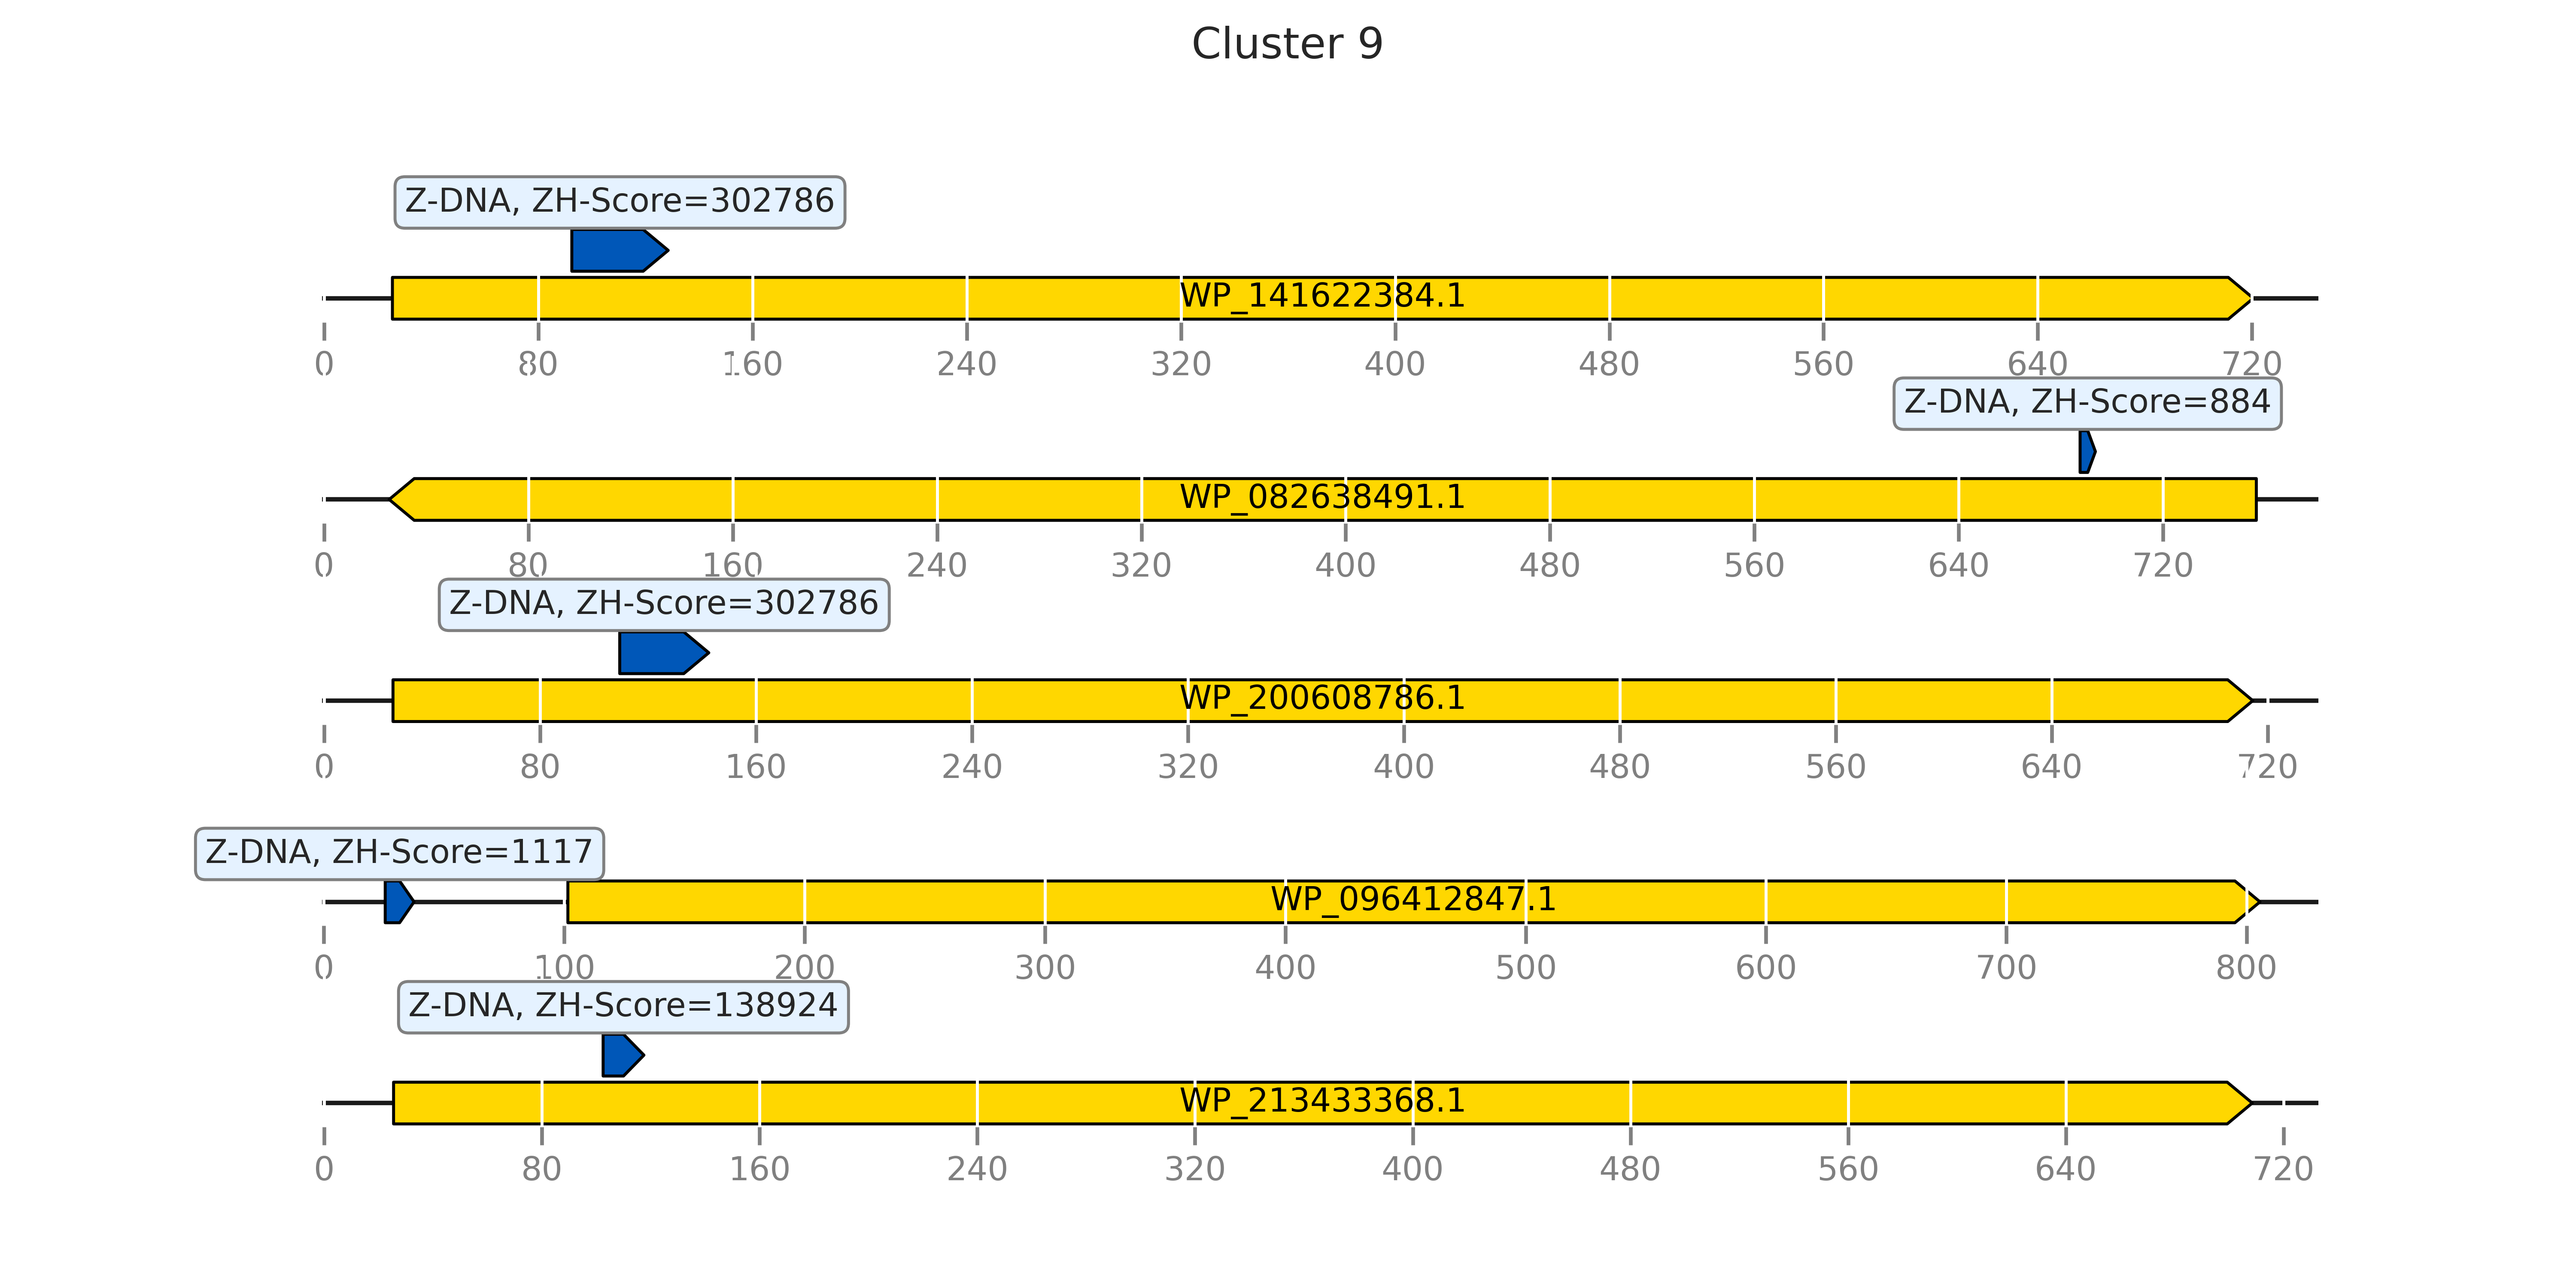 Cluster 9
Z-DNA, ZH-Score=302786
WP_141622384.1
0 80 160 240 320 400 480 560 640 720
Z-DNA, ZH-Score=884
WP_082638491.1
0 80 160 240 320 400 480 560 640 720
Z-DNA, ZH-Score=302786
WP_200608786.1
0 80 160 240 320 400 480 560 640 720
Z-DNA, ZH-Score=1117
WP_096412847.1
0 100 200 300 400 500 600 700 800
Z-DNA, ZH-Score=138924
WP_213433368.1
0 80 160 240 320 400 480 560 640 720